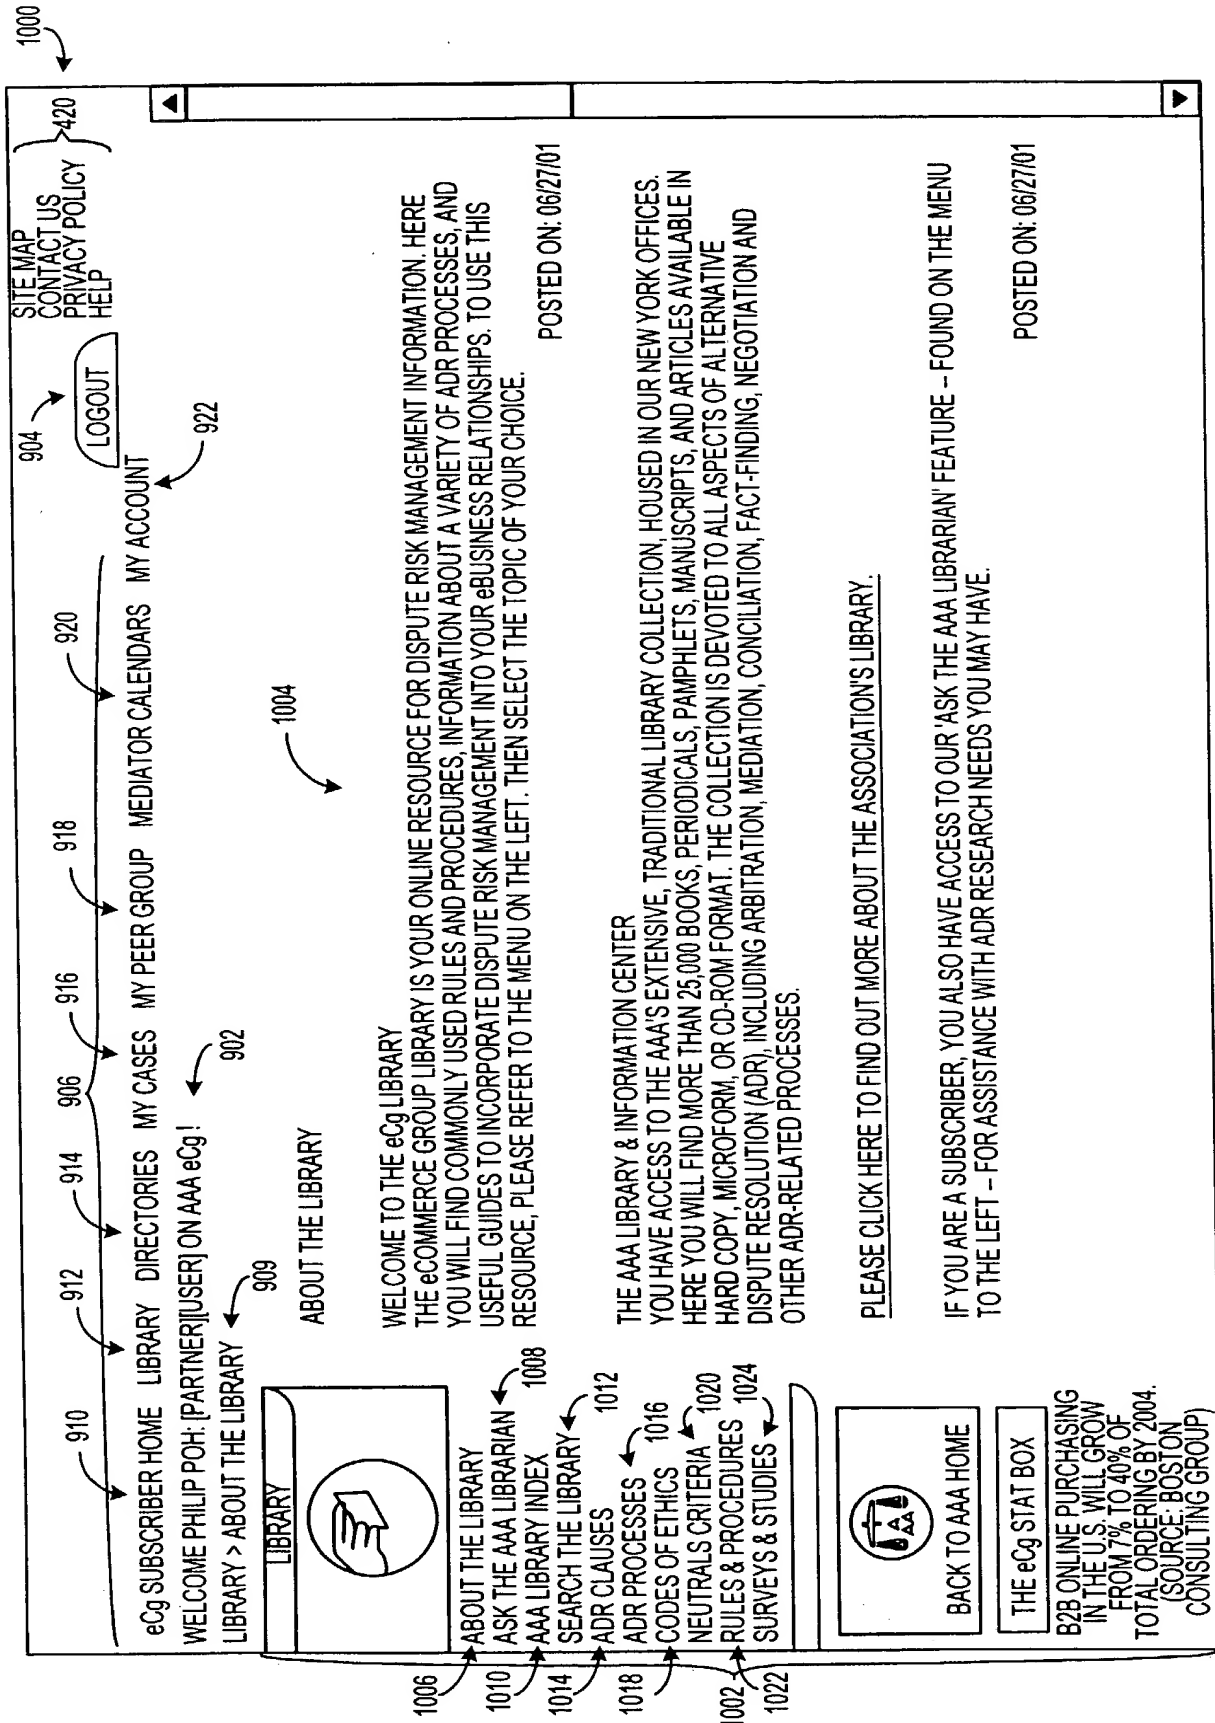 1000
SITE MAP
CONTACT US
PRIVACY POLICY
HELP
420
904
LOGOUT
906
910
912
914
916
918
920
922
eCg SUBSCRIBER HOME LIBRARY DIRECTORIES MY CASES MY PEER GROUP MEDIATOR CALENDARS MY ACCOUNT
WELCOME PHILIP POH: [PARTNER][USER] ON AAA eCg !
902
LIBRARY > ABOUT THE LIBRARY
909
LIBRARY
1006
ABOUT THE LIBRARY
ASK THE AAA LIBRARIAN
1008
1010
AAA LIBRARY INDEX
SEARCH THE LIBRARY
1012
1014
ADR CLAUSES
ADR PROCESSES
1016
1018
CODES OF ETHICS
NEUTRALS CRITERIA
1020
1002
RULES & PROCEDURES
1022
SURVEYS & STUDIES
1024
BACK TO AAA HOME
THE eCg STAT BOX
B2B ONLINE PURCHASING
IN THE U.S. WILL GROW
FROM 7% TO 40% OF
TOTAL ORDERING BY 2004.
(SOURCE: BOSTON
CONSULTING GROUP)
ABOUT THE LIBRARY
1004
WELCOME TO THE eCg LIBRARY
THE eCOMMERCE GROUP LIBRARY IS YOUR ONLINE RESOURCE FOR DISPUTE RISK MANAGEMENT INFORMATION. HERE
YOU WILL FIND COMMONLY USED RULES AND PROCEDURES, INFORMATION ABOUT A VARIETY OF ADR PROCESSES, AND
USEFUL GUIDES TO INCORPORATE DISPUTE RISK MANAGEMENT INTO YOUR eBUSINESS RELATIONSHIPS. TO USE THIS
RESOURCE, PLEASE REFER TO THE MENU ON THE LEFT. THEN SELECT THE TOPIC OF YOUR CHOICE.
POSTED ON: 06/27/01
THE AAA LIBRARY & INFORMATION CENTER
YOU HAVE ACCESS TO THE AAA'S EXTENSIVE, TRADITIONAL LIBRARY COLLECTION, HOUSED IN OUR NEW YORK OFFICES.
HERE YOU WILL FIND MORE THAN 25,000 BOOKS, PERIODICALS, PAMPHLETS, MANUSCRIPTS, AND ARTICLES AVAILABLE IN
HARD COPY, MICROFORM, OR CD-ROM FORMAT. THE COLLECTION IS DEVOTED TO ALL ASPECTS OF ALTERNATIVE
DISPUTE RESOLUTION (ADR), INCLUDING ARBITRATION, MEDIATION, CONCILIATION, FACT-FINDING, NEGOTIATION AND
OTHER ADR-RELATED PROCESSES.
PLEASE CLICK HERE TO FIND OUT MORE ABOUT THE ASSOCIATION'S LIBRARY.
IF YOU ARE A SUBSCRIBER, YOU ALSO HAVE ACCESS TO OUR 'ASK THE AAA LIBRARIAN' FEATURE – FOUND ON THE MENU
TO THE LEFT – FOR ASSISTANCE WITH ADR RESEARCH NEEDS YOU MAY HAVE.
POSTED ON: 06/27/01